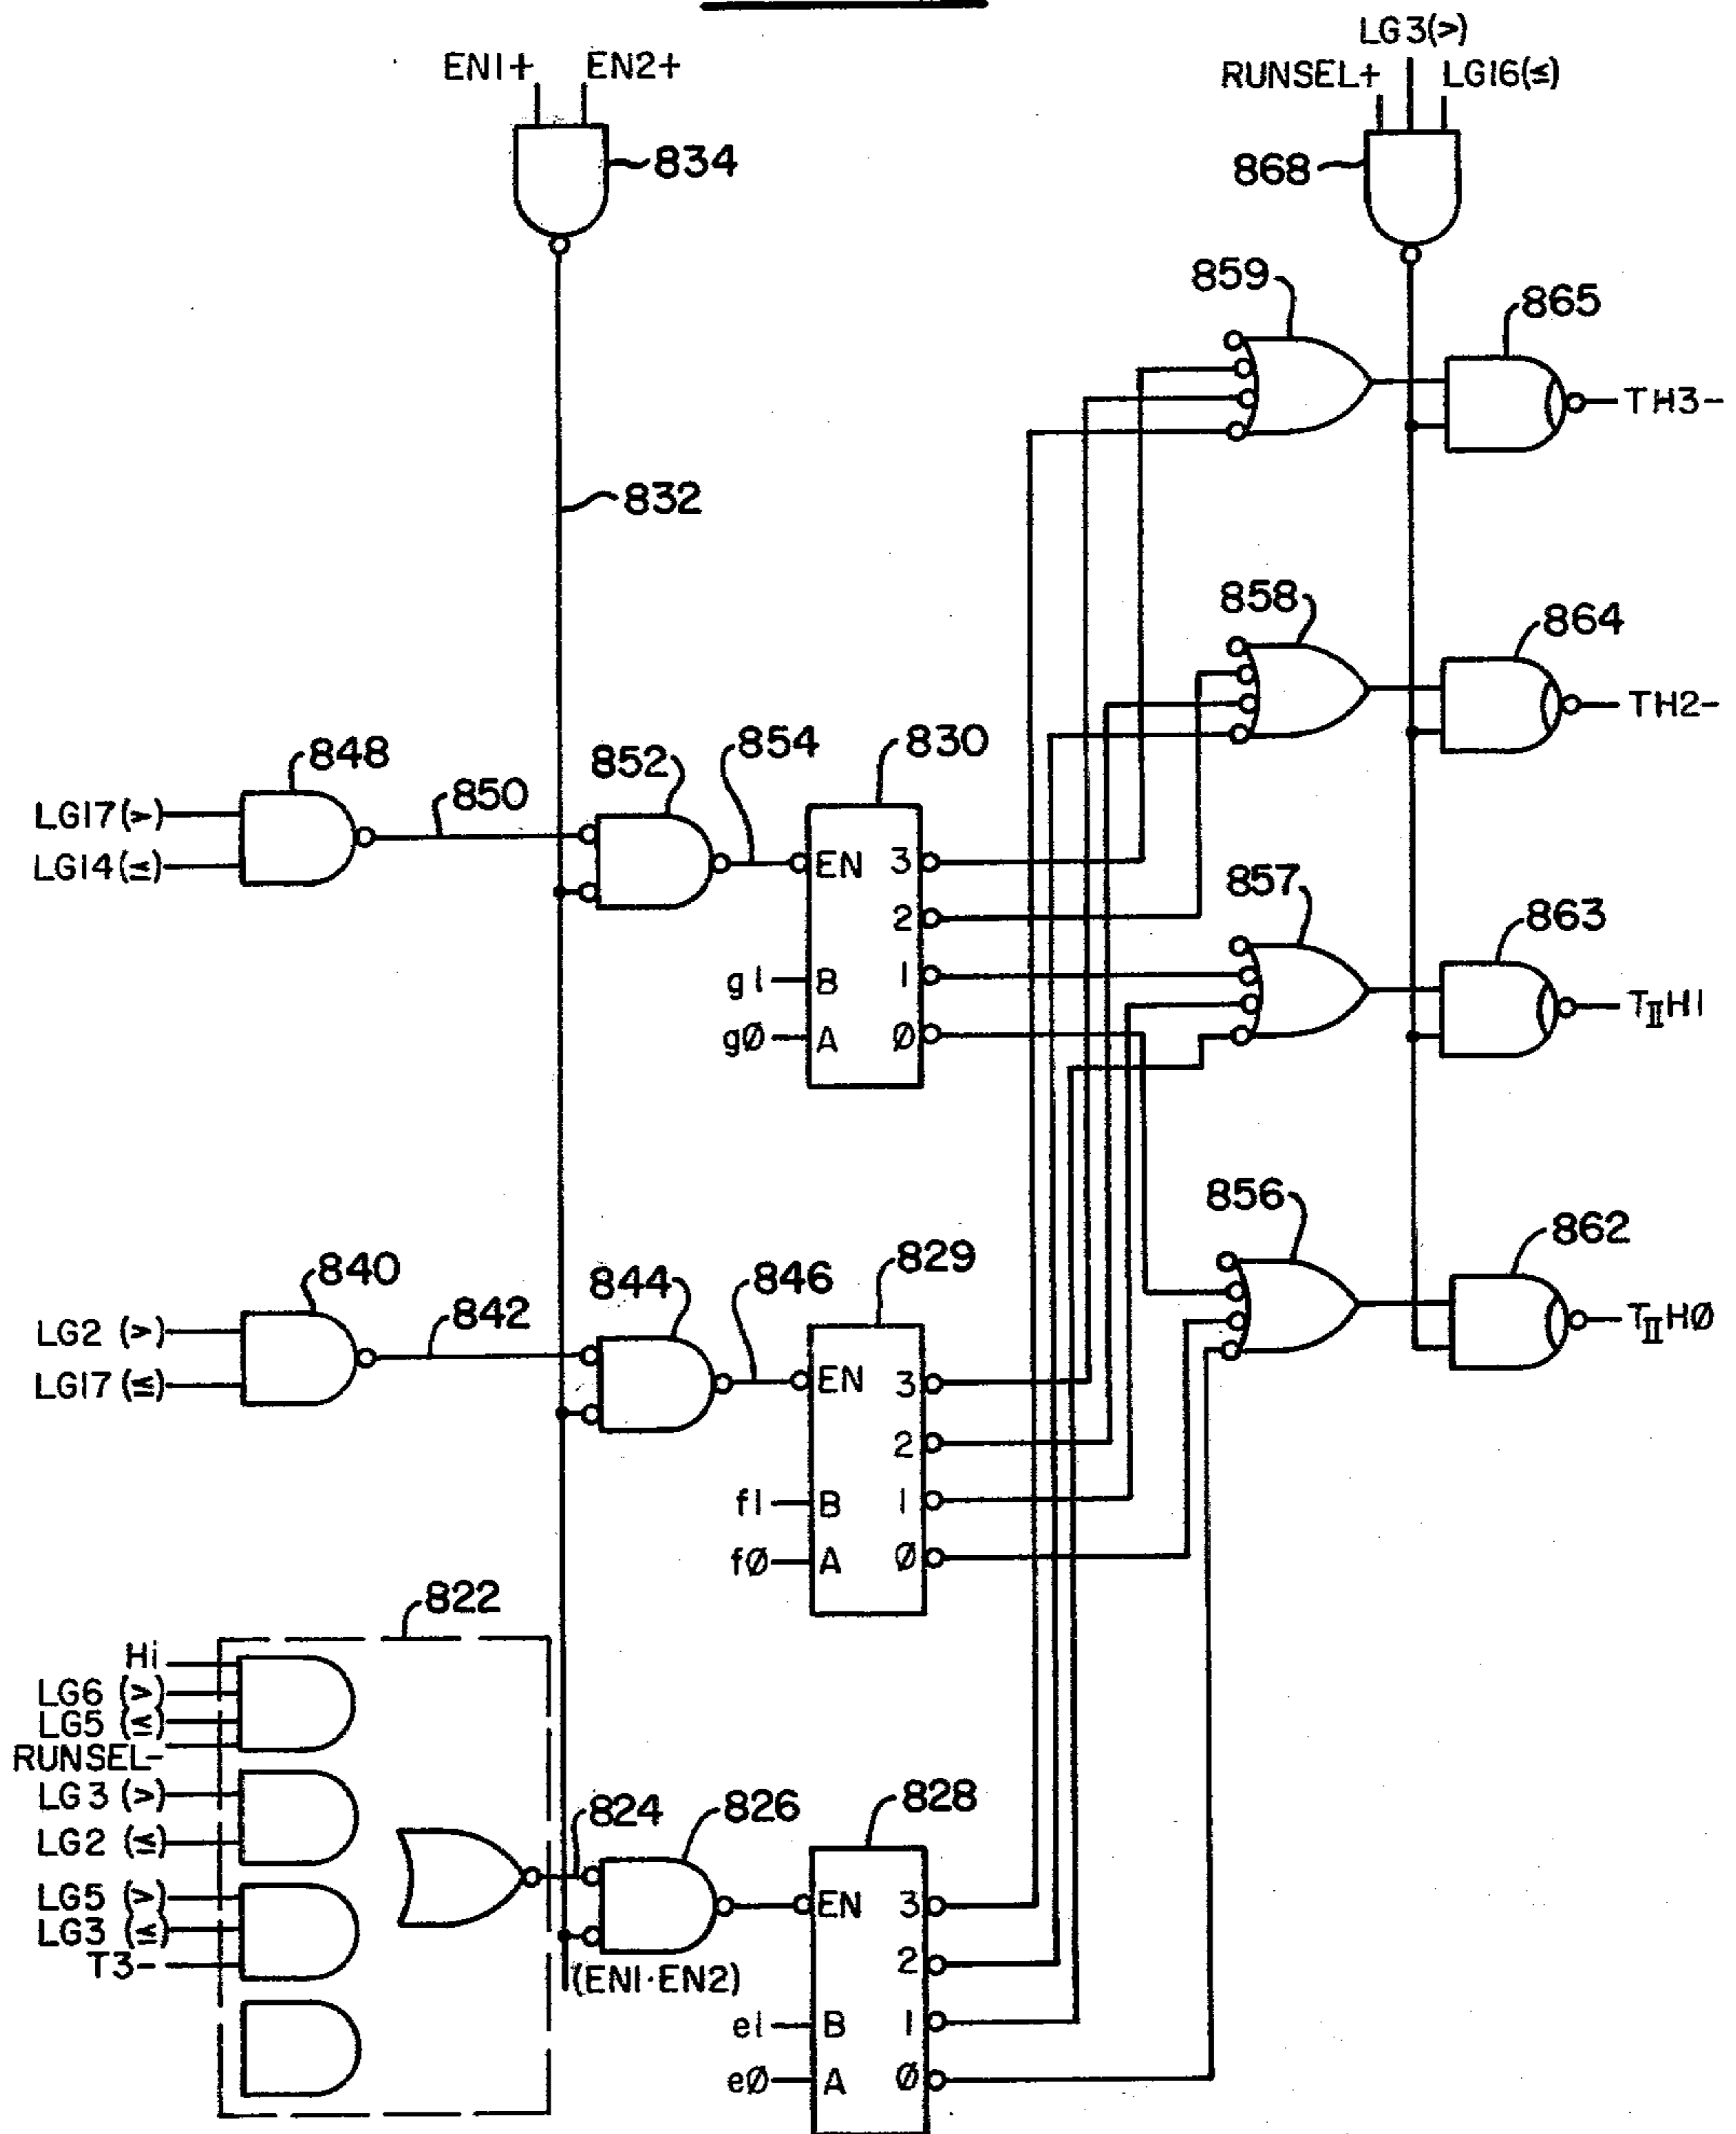 LG3(>)
EN1+ EN2+ RUNSEL+ LG16(≤)
834 868
859 865
TH3-
832
858 864
TH2-
848 852 854 830
LG17(>) 850
LG14(≤) EN 3
2
857 863
g1 B 1
gØ A Ø
TIIH1
856 862
840 844 846 829
LG2 (>) 842
TIIHØ
LG17 (≤) EN 3
2
f1 B 1
fØ A Ø
822
Hi
LG6 (>)
LG5 (≤)
RUNSEL-
LG3 (>) 824 826 828
LG2 (≤)
LG5 (>) EN 3
LG3 (≤)
T3- 2
(EN1·EN2)
e1 B 1
eØ A Ø